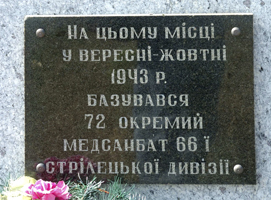 На цьому місці
у вересні-жовтні
1943 р.
базувався
72 окремий
медсанбат 66 ї
стрілецької дивізії